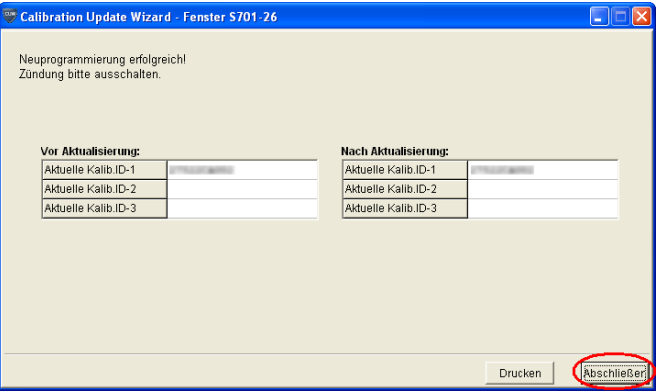 Calibration Update Wizard - Fenster S701-26
Neuprogrammierung erfolgreich!
Zündung bitte ausschalten.
Vor Aktualisierung:
Aktuelle Kalib.ID-1
Aktuelle Kalib.ID-2
Aktuelle Kalib.ID-3
Nach Aktualisierung:
Aktuelle Kalib.ID-1
Aktuelle Kalib.ID-2
Aktuelle Kalib.ID-3
Drucken
Abschließer